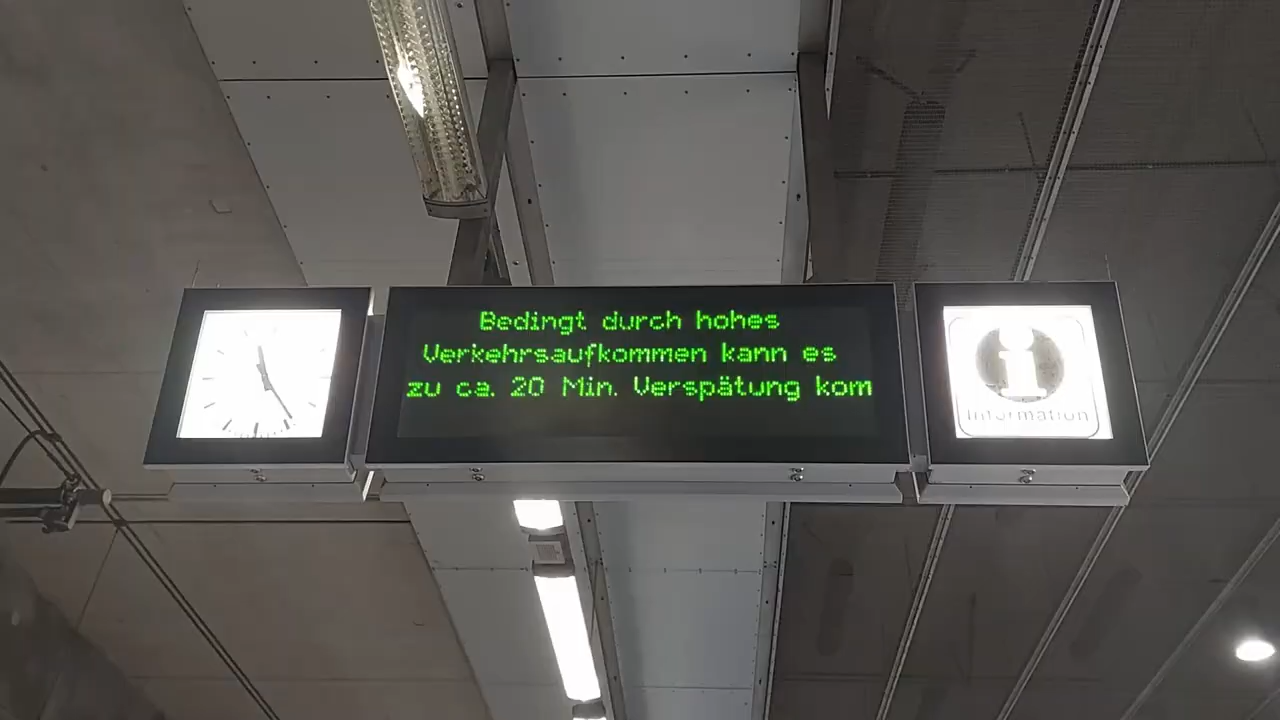 Bedingt durch hohes
Verkehrsaufkommen kann es
zu ca. 20 Min. Verspätung kom
i
Information